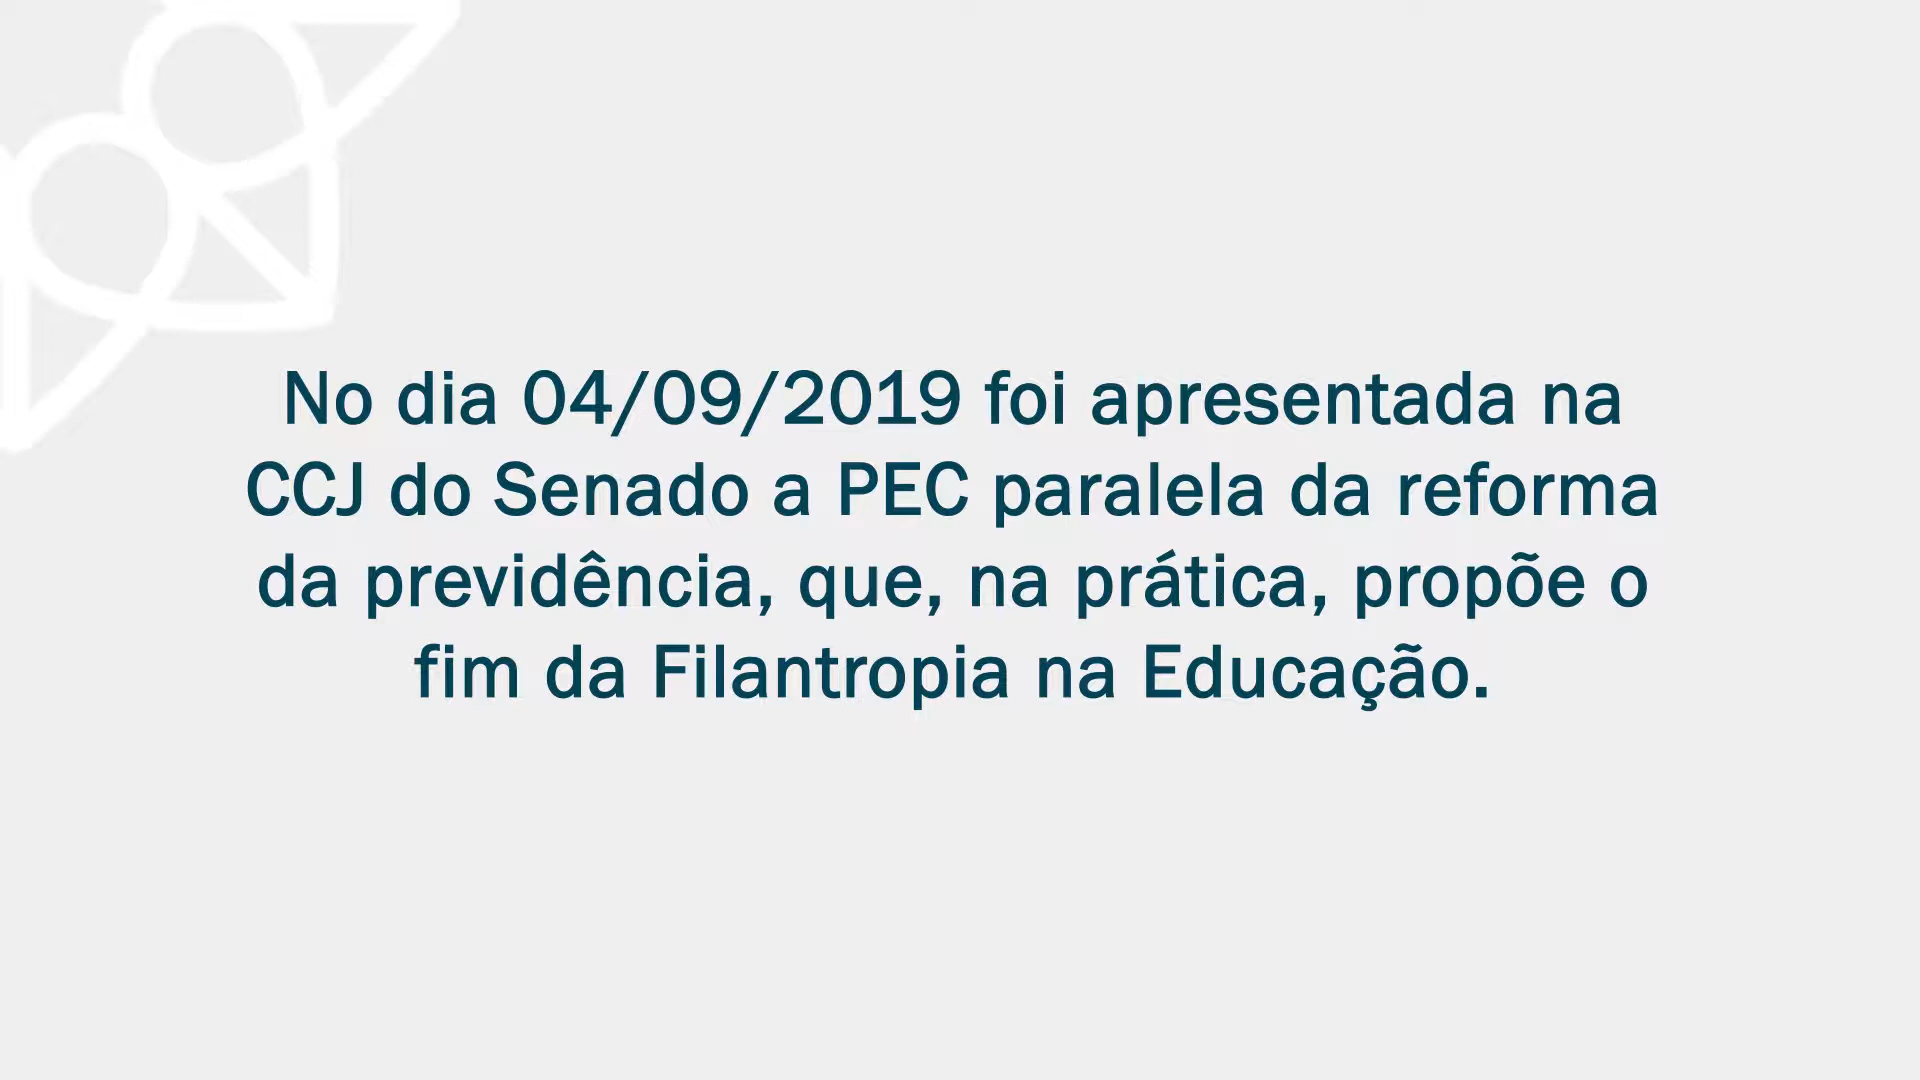 No dia 04/09/2019 foi apresentada na
CCJ do Senado a PEC paralela da reforma
da previdência, que, na prática, propõe o
fim da Filantropia na Educação.